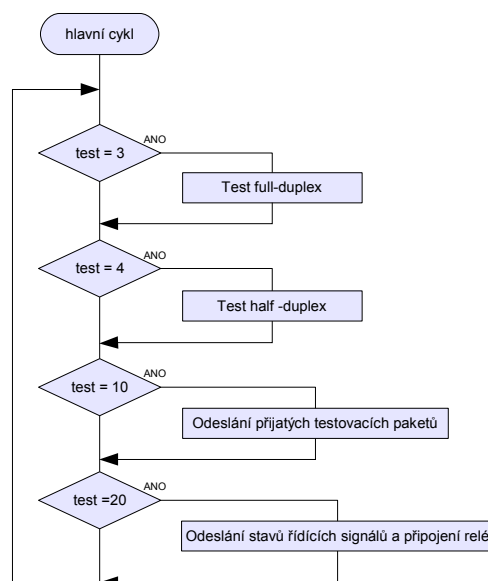 hlavní cykl
test = 3
ANO
Test full-duplex
test = 4
ANO
Test half -duplex
test = 10
ANO
Odeslání přijatých testovacích paketů
test =20
ANO
Odeslání stavů řídících signálů a připojení relé